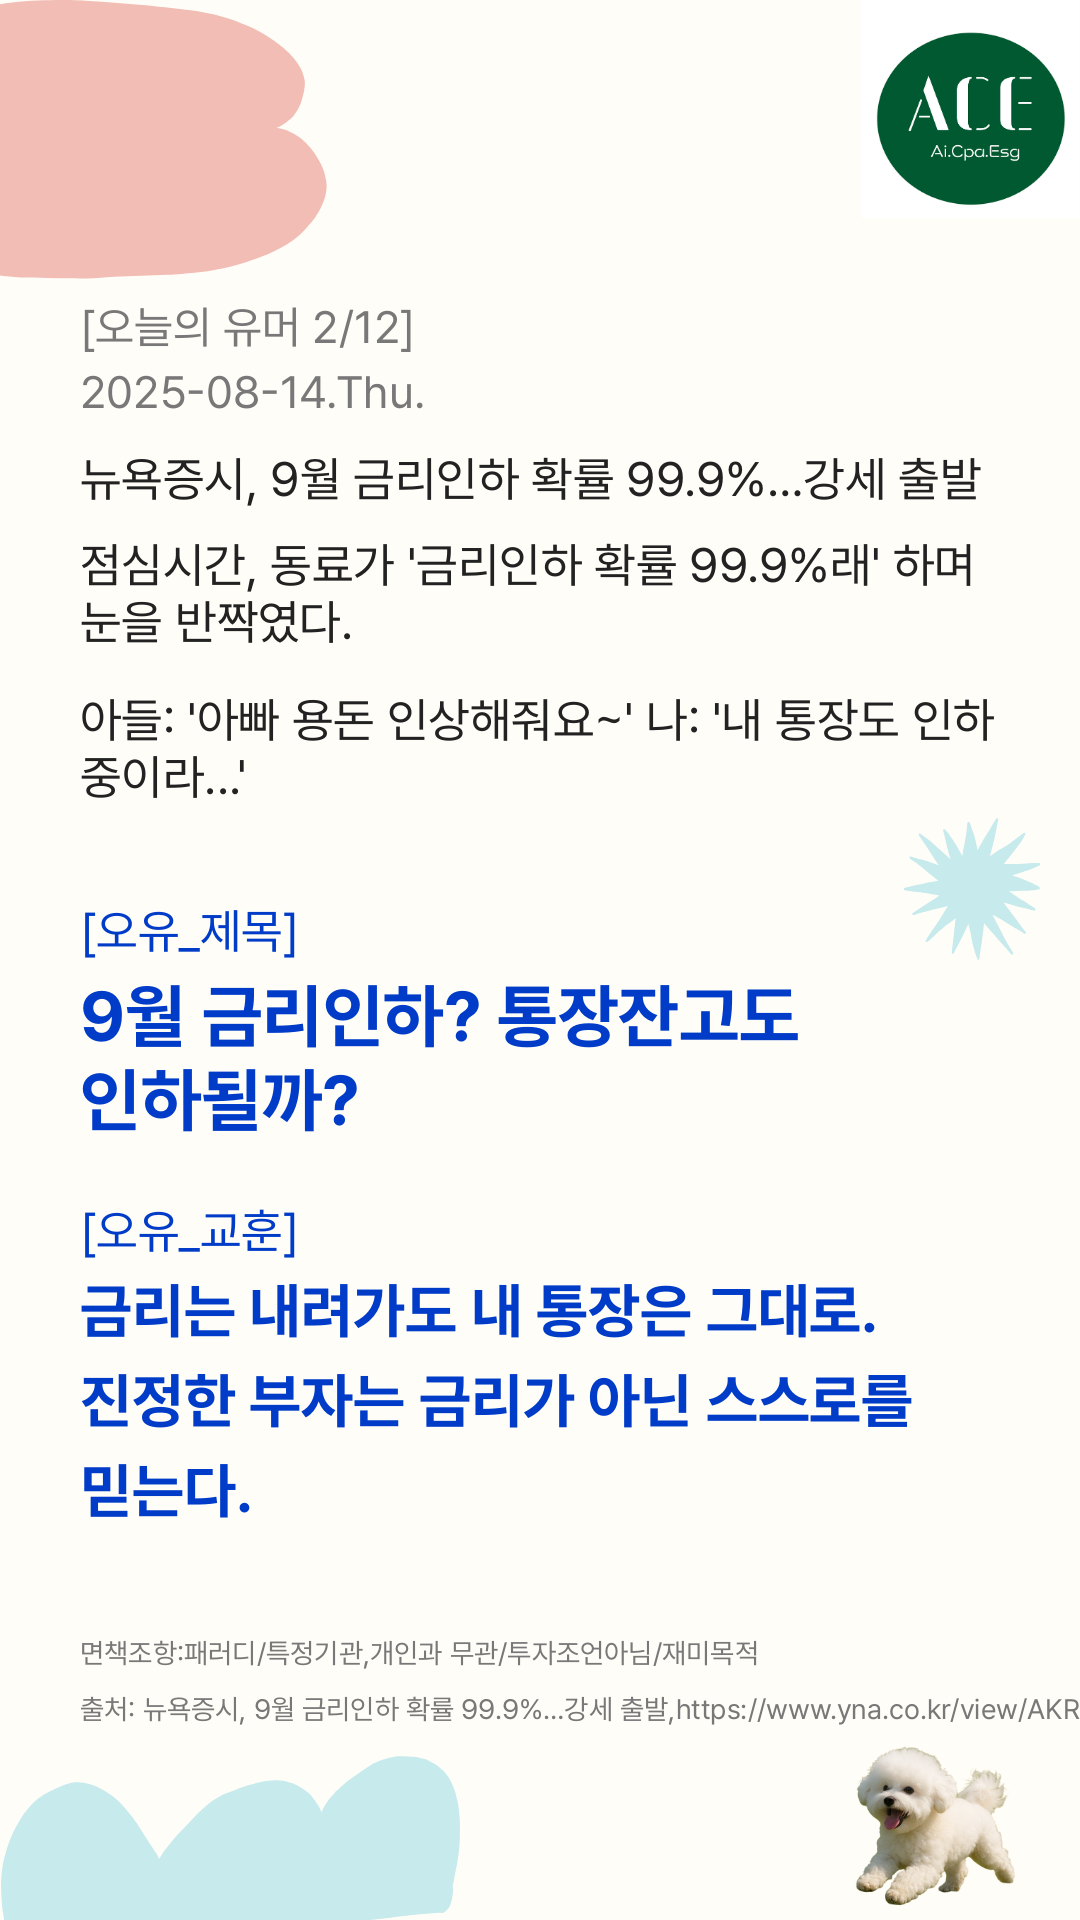 ACE
Ai.Cpa.Esg
[오늘의 유머 2/12]
2025-08-14.Thu.
뉴욕증시, 9월 금리인하 확률 99.9%...강세 출발
점심시간, 동료가 '금리인하 확률 99.9%래' 하며
눈을 반짝였다.
아들: '아빠 용돈 인상해줘요~' 나: '내 통장도 인하
중이라...'
[오유_제목]
9월 금리인하? 통장잔고도
인하될까?
[오유_교훈]
금리는 내려가도 내 통장은 그대로.
진정한 부자는 금리가 아닌 스스로를
믿는다.
면책조항:패러디/특정기관,개인과 무관/투자조언아님/재미목적
출처: 뉴욕증시, 9월 금리인하 확률 99.9%...강세 출발,https://www.yna.co.kr/view/AKR